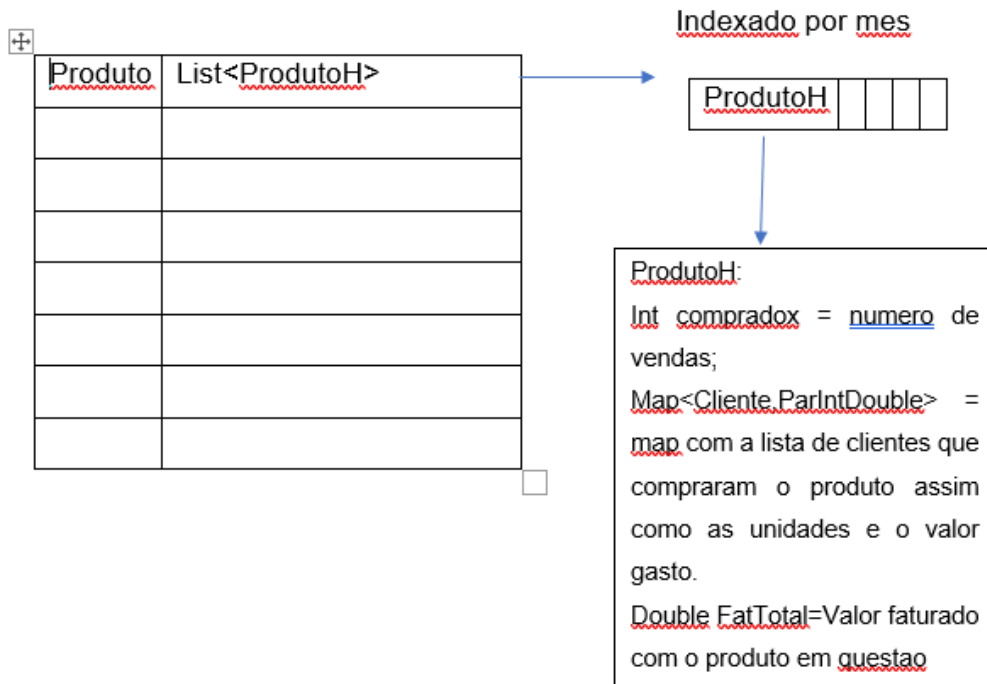 Indexado por mes
Produto List<ProdutoH>
ProdutoH
ProdutoH:
Int compradox = numero de
vendas;
Map<Cliente,ParIntDouble> =
map com a lista de clientes que
compraram o produto assim
como as unidades e o valor
gasto.
Double FatTotal=Valor faturado
com o produto em questao